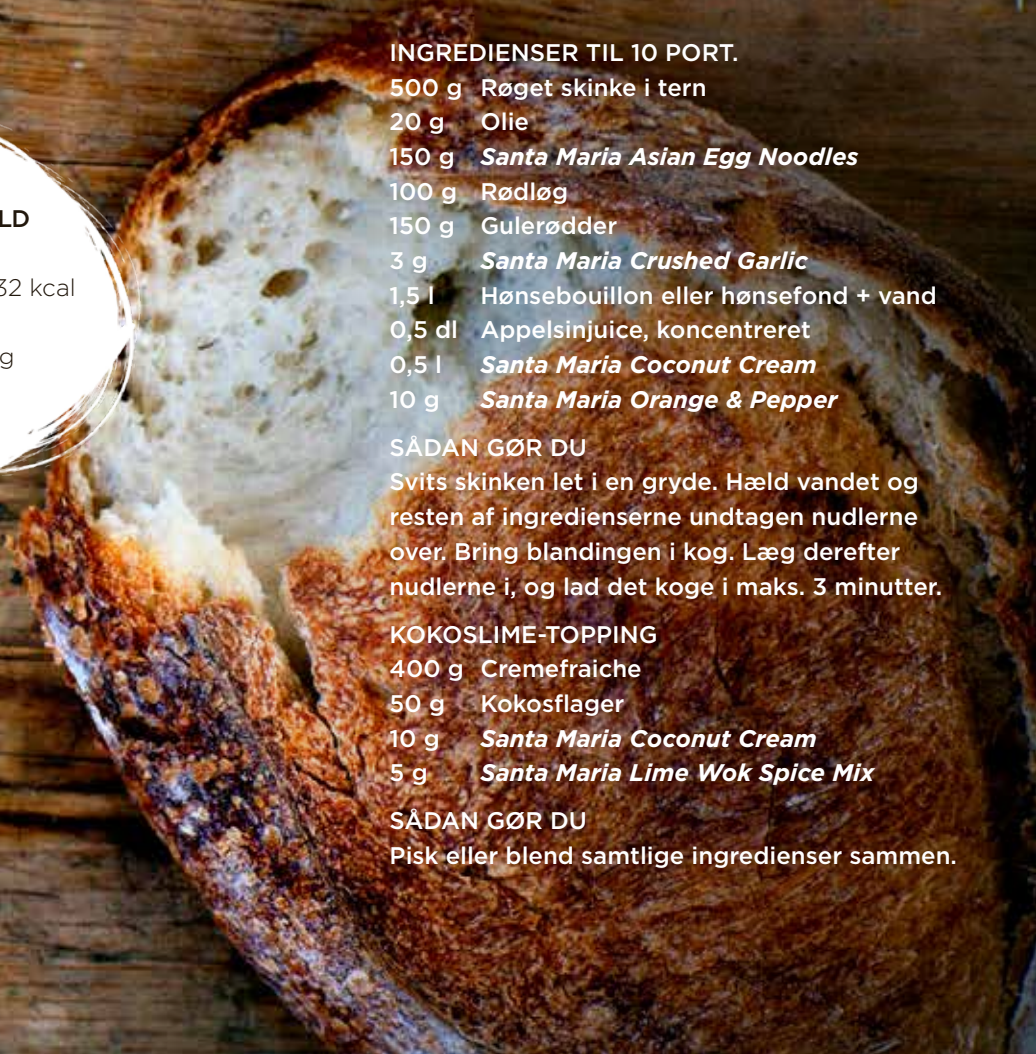 LD
32 kcal
g
INGREDIENSER TIL 10 PORT.
500 g Røget skinke i tern
20 g Olie
150 g Santa Maria Asian Egg Noodles
100 g Rødløg
150 g Gulerødder
3 g Santa Maria Crushed Garlic
1,5 l Hønsebouillon eller hønsefond + vand
0,5 dl Appelsinjuice, koncentreret
0,5 l Santa Maria Coconut Cream
10 g Santa Maria Orange & Pepper
SÅDAN GØR DU
Svits skinken let i en gryde. Hæld vandet og
resten af ingredienserne undtagen nudlerne
over. Bring blandingen i kog. Læg derefter
nudlerne i, og lad det koge i maks. 3 minutter.
KOKOSLIME-TOPPING
400 g Cremefraiche
50 g Kokosflager
10 g Santa Maria Coconut Cream
5 g Santa Maria Lime Wok Spice Mix
SÅDAN GØR DU
Pisk eller blend samtlige ingredienser sammen.